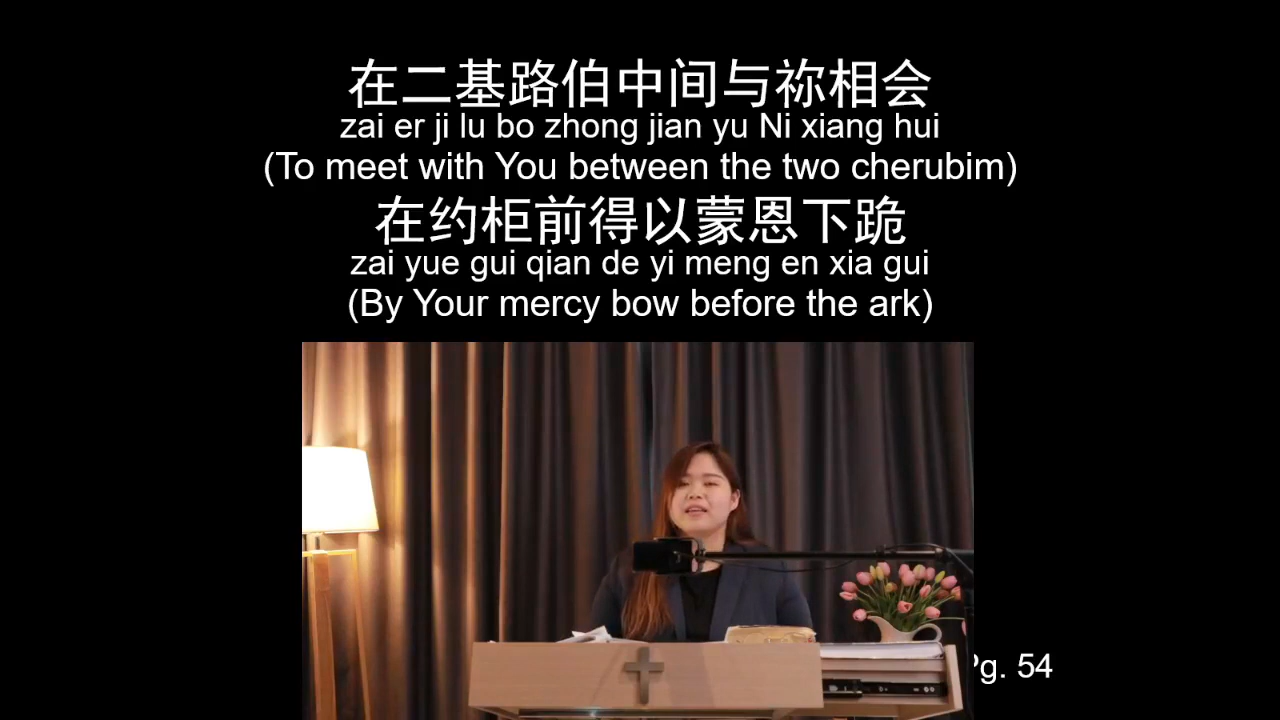 在二基路伯中间与祢相会
zai er ji lu bo zhong jian yu Ni xiang hui
(To meet with You between the two cherubim)
在约柜前得以蒙恩下跪
zai yue gui qian de yi meng en xia gui
(By Your mercy bow before the ark)
Pg. 54